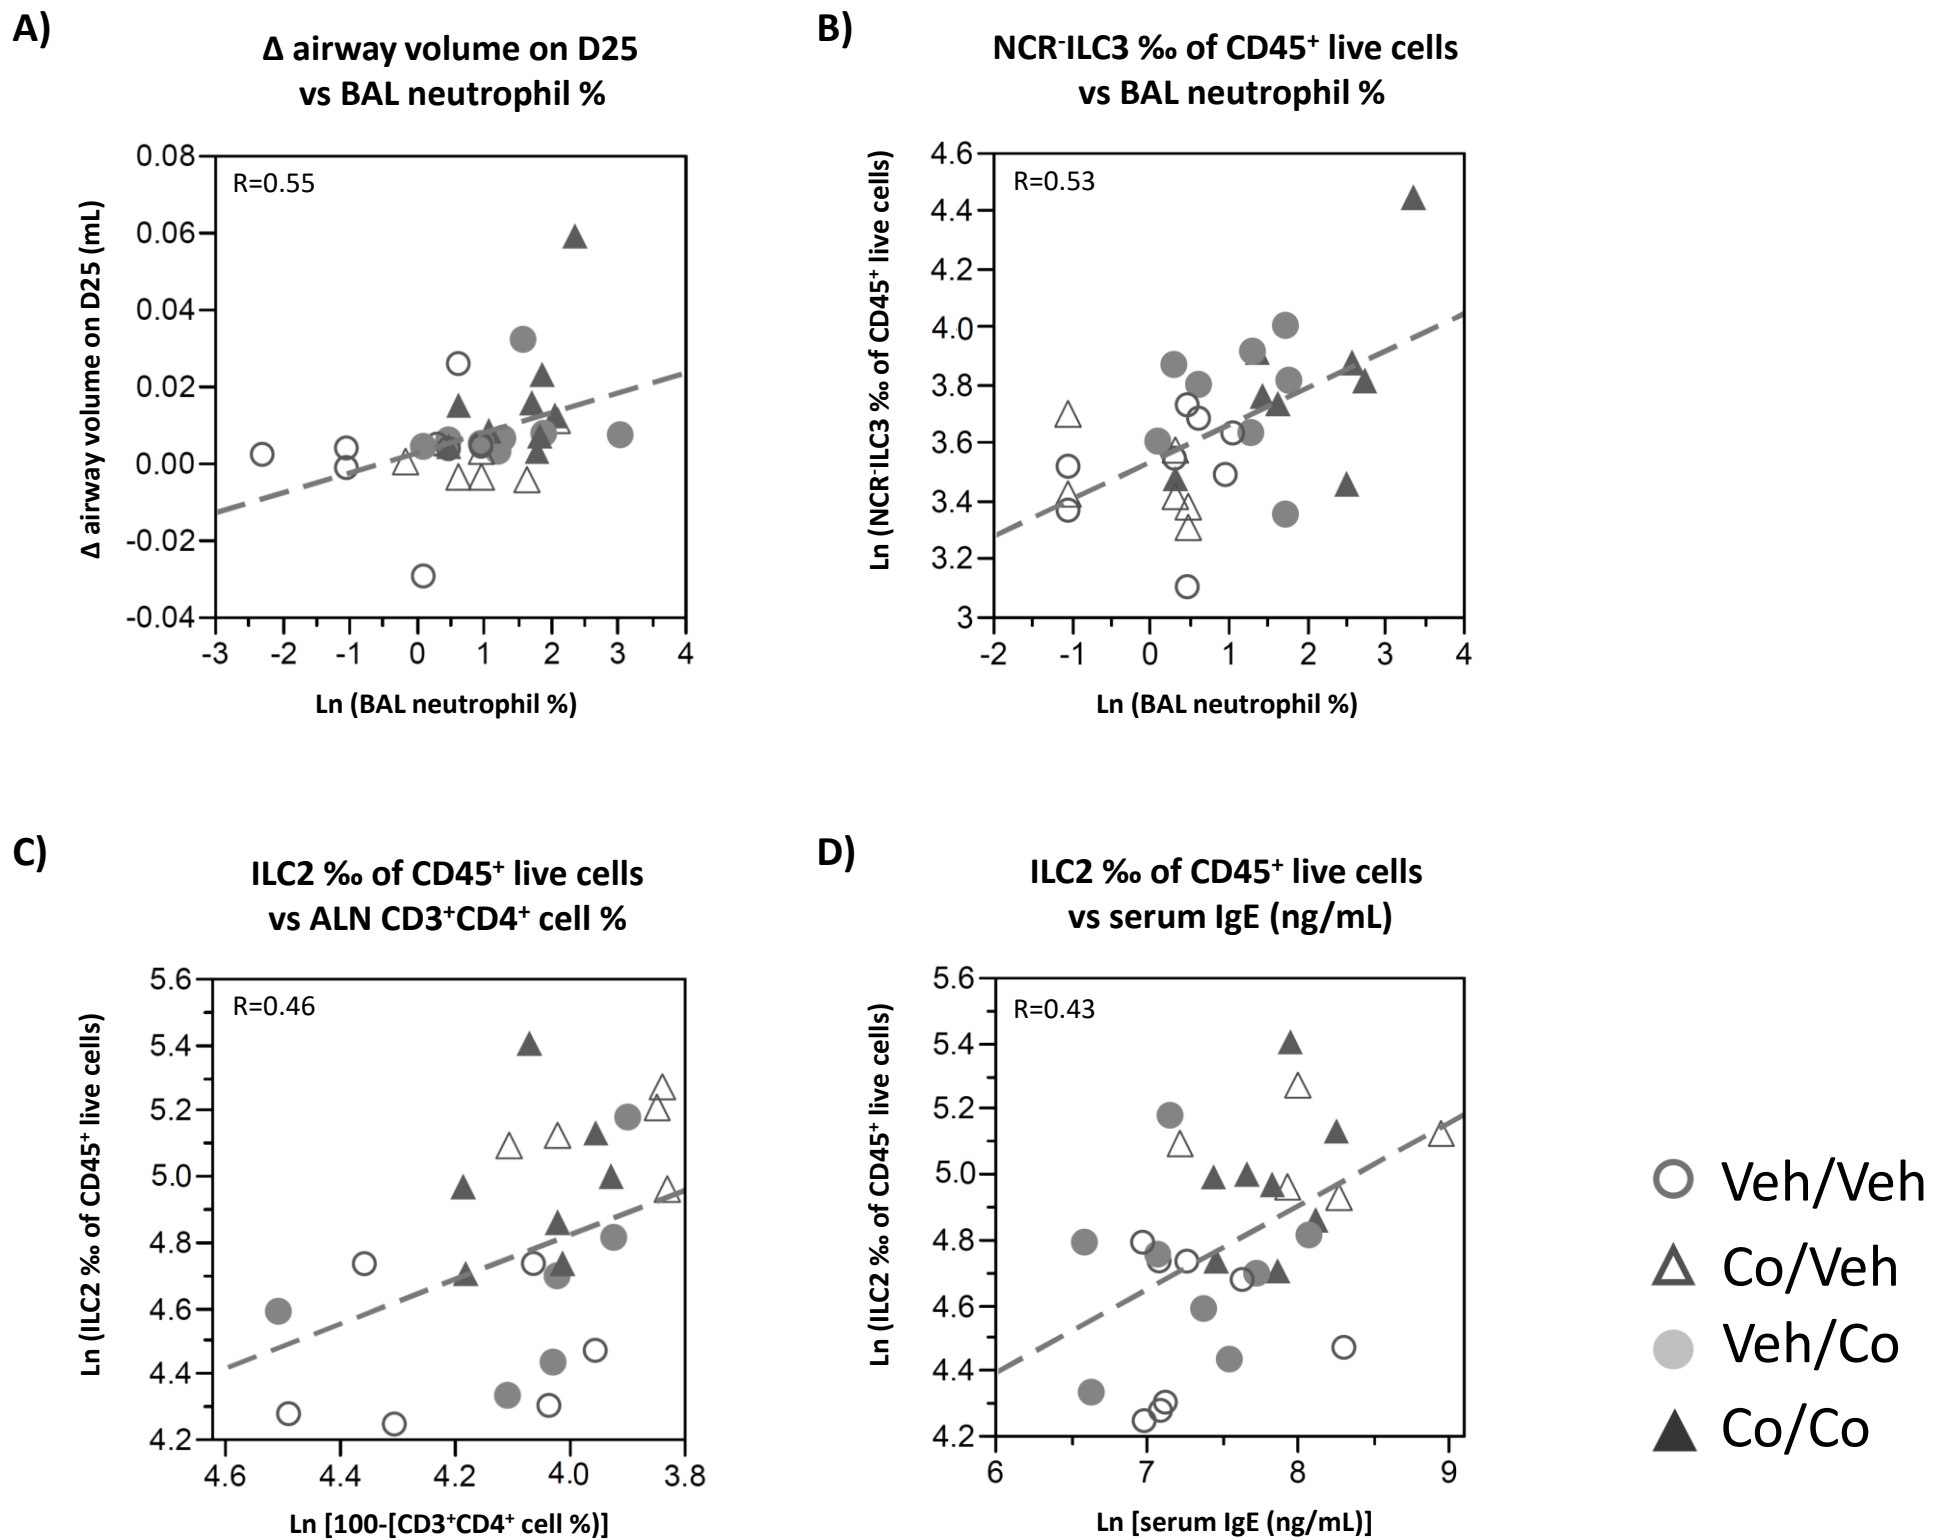 A)
Δ airway volume on D25
vs BAL neutrophil %
R=0.55
Δ airway volume on D25 (mL)
0.08
0.06
0.04
0.02
0.00
-0.02
-0.04
-3 -2 -1 0 1 2 3 4
Ln (BAL neutrophil %)
B)
NCR⁻ILC3 ‰ of CD45⁺ live cells
vs BAL neutrophil %
R=0.53
Ln (NCR⁻ILC3 ‰ of CD45⁺ live cells)
4.6
4.4
4.2
4.0
3.8
3.6
3.4
3.2
3
-2 -1 0 1 2 3 4
Ln (BAL neutrophil %)
C)
ILC2 ‰ of CD45⁺ live cells
vs ALN CD3⁺CD4⁺ cell %
R=0.46
Ln (ILC2 ‰ of CD45⁺ live cells)
5.6
5.4
5.2
5.0
4.8
4.6
4.4
4.2
4.6 4.4 4.2 4.0 3.8
Ln [100-[CD3⁺CD4⁺ cell %)]
D)
ILC2 ‰ of CD45⁺ live cells
vs serum IgE (ng/mL)
R=0.43
Ln (ILC2 ‰ of CD45⁺ live cells)
5.6
5.4
5.2
5.0
4.8
4.6
4.4
4.2
6 7 8 9
Ln [serum IgE (ng/mL)]
Veh/Veh
Co/Veh
Veh/Co
Co/Co